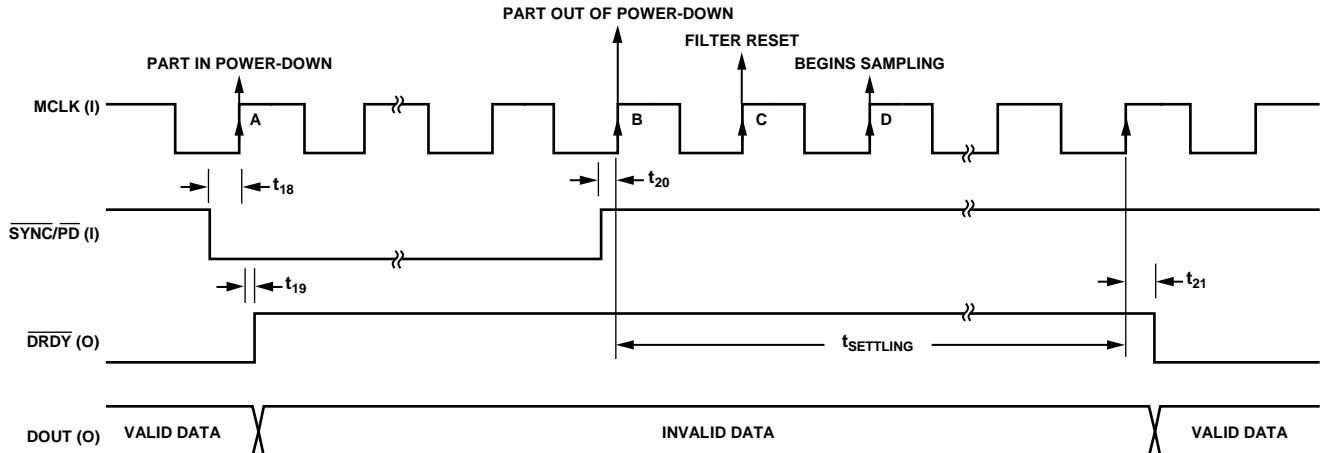 PART OUT OF POWER-DOWN
FILTER RESET
PART IN POWER-DOWN
BEGINS SAMPLING
MCLK (I)
A
B
C
D
t18
t20
SYNC/PD (I)
t19
t21
DRDY (O)
tSETTLING
DOUT (O)
VALID DATA
INVALID DATA
VALID DATA